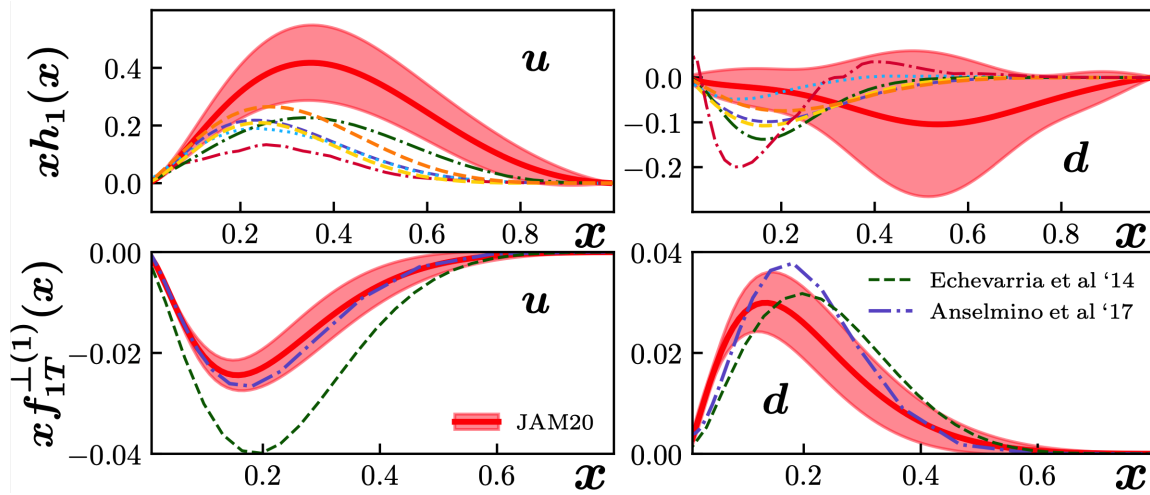 xh₁(x)
0.4
0.2
0.0
u
0.2 0.4 0.6 0.8 x
0.0
−0.1
−0.2
d
0.2 0.4 0.6 0.8 x
xf₁T^⊥(1)(x)
0.00
−0.02
−0.04
u
JAM20
0.2 0.4 0.6 x
0.04
0.02
0.00
Echevarria et al ‘14
Anselmino et al ‘17
d
0.2 0.4 0.6 x